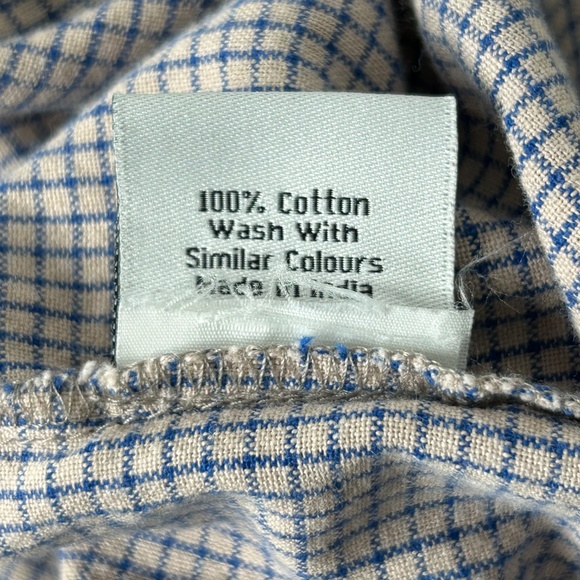 100% Cotton
Wash With
Similar Colours
Made in India